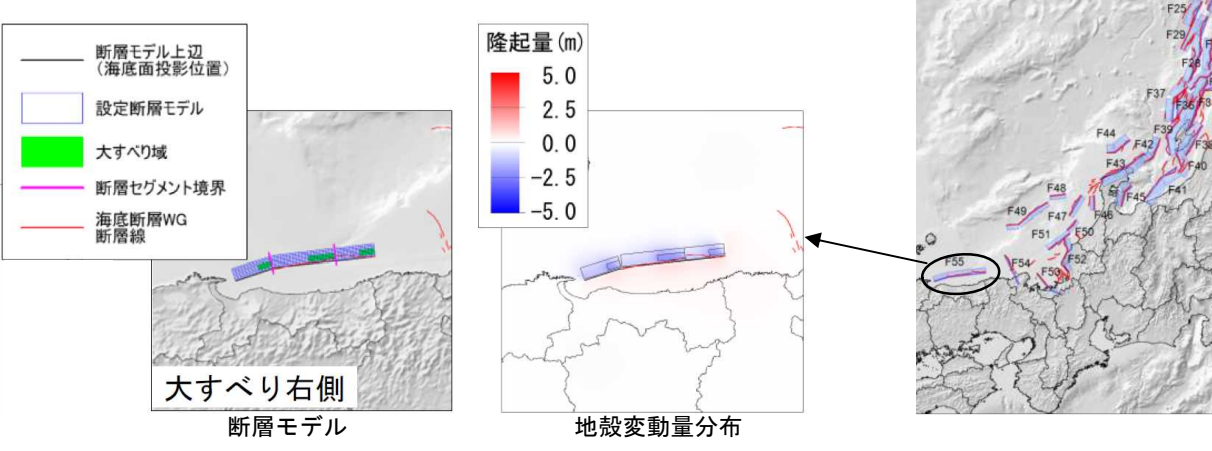 断層モデル上辺
(海底面投影位置)
設定断層モデル
大すべり域
断層セグメント境界
海底断層WG
断層線
大すべり右側
断層モデル
隆起量(m)
5.0
2.5
0.0
-2.5
-5.0
地殻変動量分布
F25
F29
F28
F37
F36
F39
F38
F44
F42
F40
F43
F45
F41
F48
F49
F47
F46
F51
F50
F52
F55
F54
F53